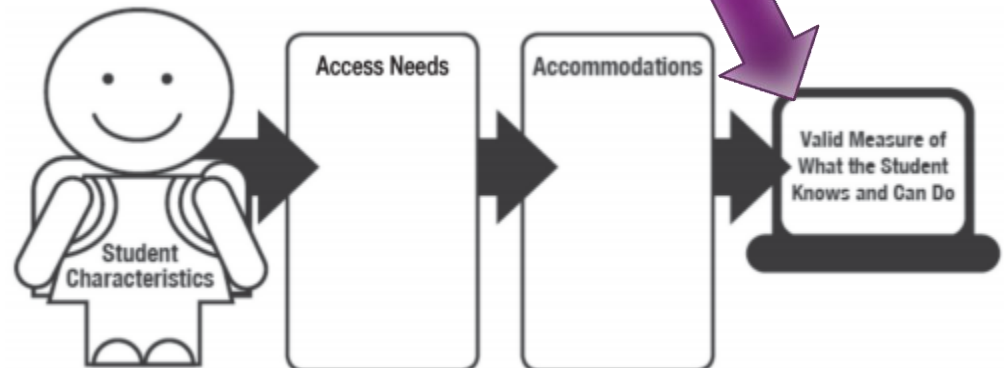 Student
Characteristics
Access Needs
Accommodations
Valid Measure of
What the Student
Knows and Can Do